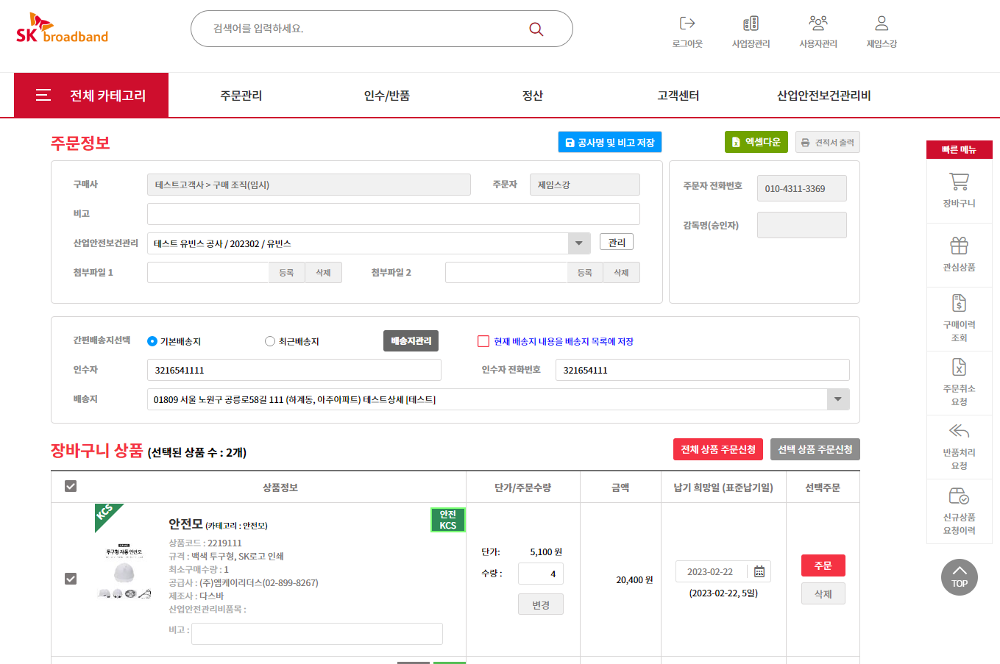 SK broadband
검색어를 입력하세요.
로그아웃
사업장관리
사용자관리
제임스강
전체 카테고리
주문관리
인수/반품
정산
고객센터
산업안전보건관리비
주문정보
공사명 및 비고 저장
엑셀다운
견적서 출력
구매사
테스트고객사 > 구매 조직(임시)
주문자
제임스강
주문자 전화번호
010-4311-3369
비고
감독명(승인자)
산업안전보건관리
테스트 유빈스 공사 / 202302 / 유빈스
관리
첨부파일 1
등록
삭제
첨부파일 2
등록
삭제
간편배송지선택
기본배송지
최근배송지
배송지관리
현재 배송지 내용을 배송지 목록에 저장
인수자
3216541111
인수자 전화번호
321654111
배송지
01809 서울 노원구 공릉로58길 111 (하계동, 아주아파트) 테스트상세 [테스트]
장바구니 상품 (선택된 상품 수 : 2개)
전체 상품 주문신청
선택 상품 주문신청
상품정보
단가/주문수량
금액
납기 희망일 (표준납기일)
선택주문
KCS
투구형 자동 안전모
안전모 (카테고리 : 안전모)
안전
KCS
상품코드 : 2219111
규격 : 백색 투구형, SK로고 인쇄
최소구매수량 : 1
공급사 : (주)엠케이리더스(02-899-8267)
제조사 : 다스바
산업안전관리비품목 :
비고 :
단가:
5,100 원
수량 :
4
변경
20,400 원
2023-02-22
(2023-02-22, 5일)
주문
삭제
빠른 메뉴
장바구니
관심상품
구매이력
조회
주문취소
요청
반품처리
요청
신규상품
요청이력
TOP